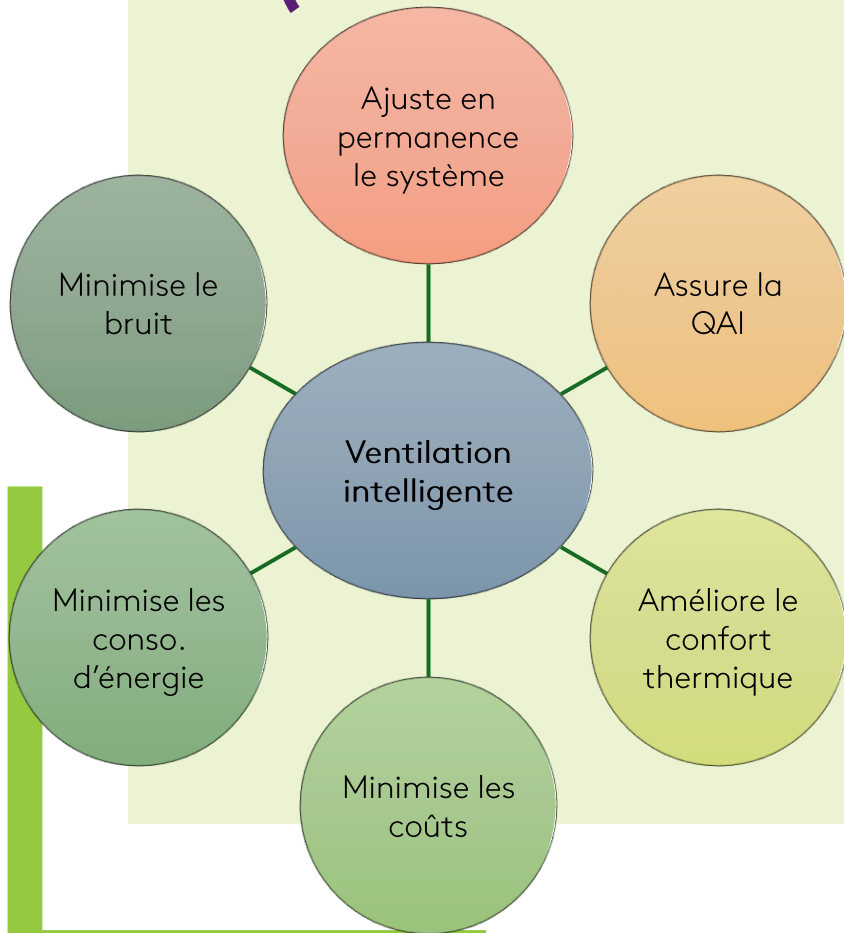 Ajuste en
permanence
le système
Minimise le
bruit
Assure la
QAI
Ventilation
intelligente
Minimise les
conso.
d’énergie
Améliore le
confort
thermique
Minimise les
coûts